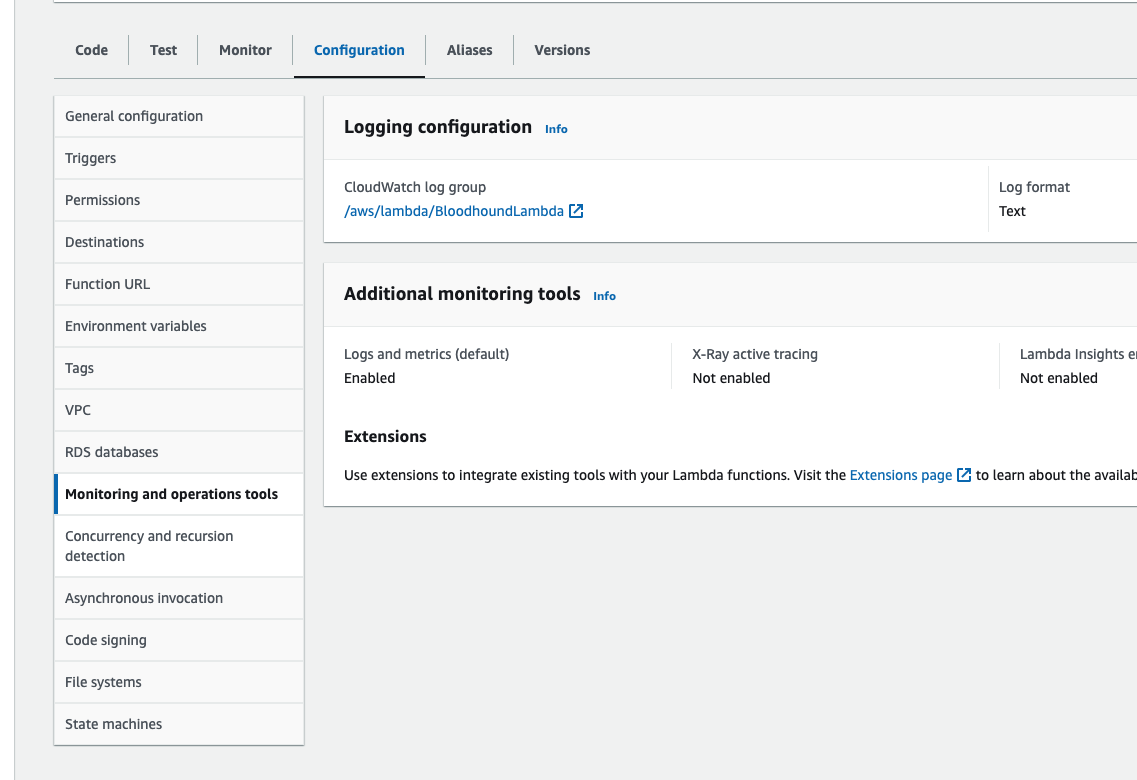 Code
Test
Monitor
Configuration
Aliases
Versions
General configuration
Triggers
Permissions
Destinations
Function URL
Environment variables
Tags
VPC
RDS databases
Monitoring and operations tools
Concurrency and recursion
detection
Asynchronous invocation
Code signing
File systems
State machines
Logging configuration Info
CloudWatch log group
/aws/lambda/BloodhoundLambda
Log format
Text
Additional monitoring tools Info
Logs and metrics (default)
Enabled
X-Ray active tracing
Not enabled
Lambda Insights
Not enabled
Extensions
Use extensions to integrate existing tools with your Lambda functions. Visit the Extensions page to learn about the